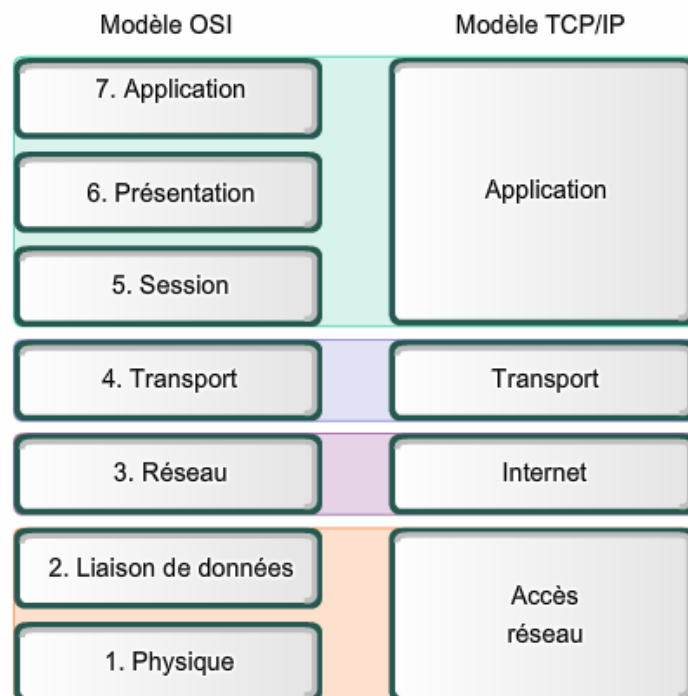 Modèle OSI
Modèle TCP/IP
7. Application
6. Présentation
5. Session
4. Transport
3. Réseau
2. Liaison de données
1. Physique
Application
Transport
Internet
Accès
réseau